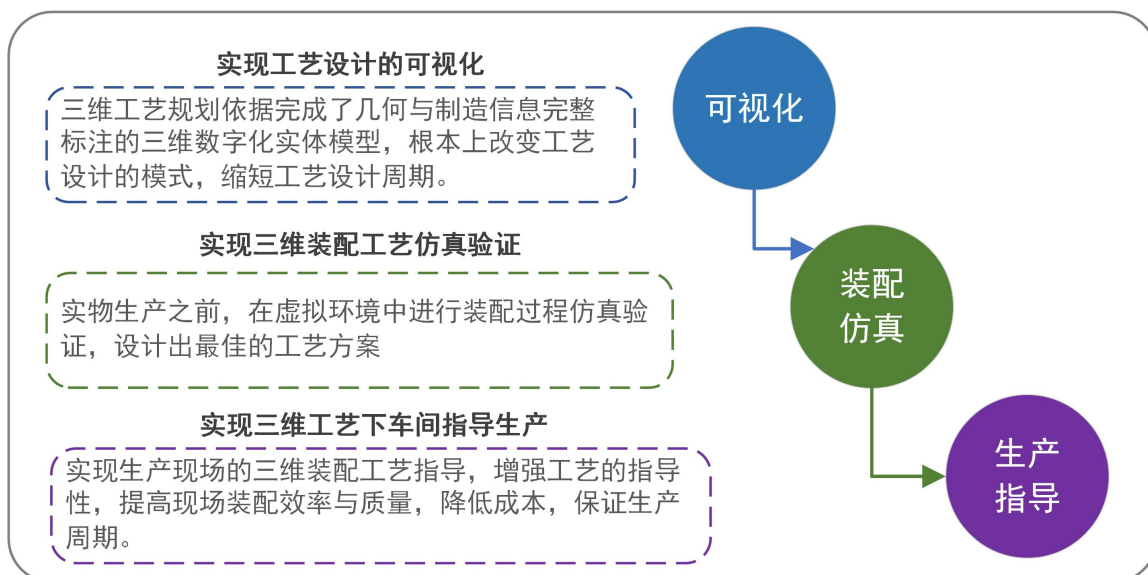 实现工艺设计的可视化
三维工艺规划依据完成了几何与制造信息完整
标注的三维数字化实体模型，根本上改变工艺
设计的模式，缩短工艺设计周期。
可视化
实现三维装配工艺仿真验证
实物生产之前，在虚拟环境中进行装配过程仿真验
证，设计出最佳的工艺方案
装配
仿真
实现三维工艺下车间指导生产
实现生产现场的三维装配工艺指导，增强工艺的指导
性，提高现场装配效率与质量，降低成本，保证生产
周期。
生产
指导